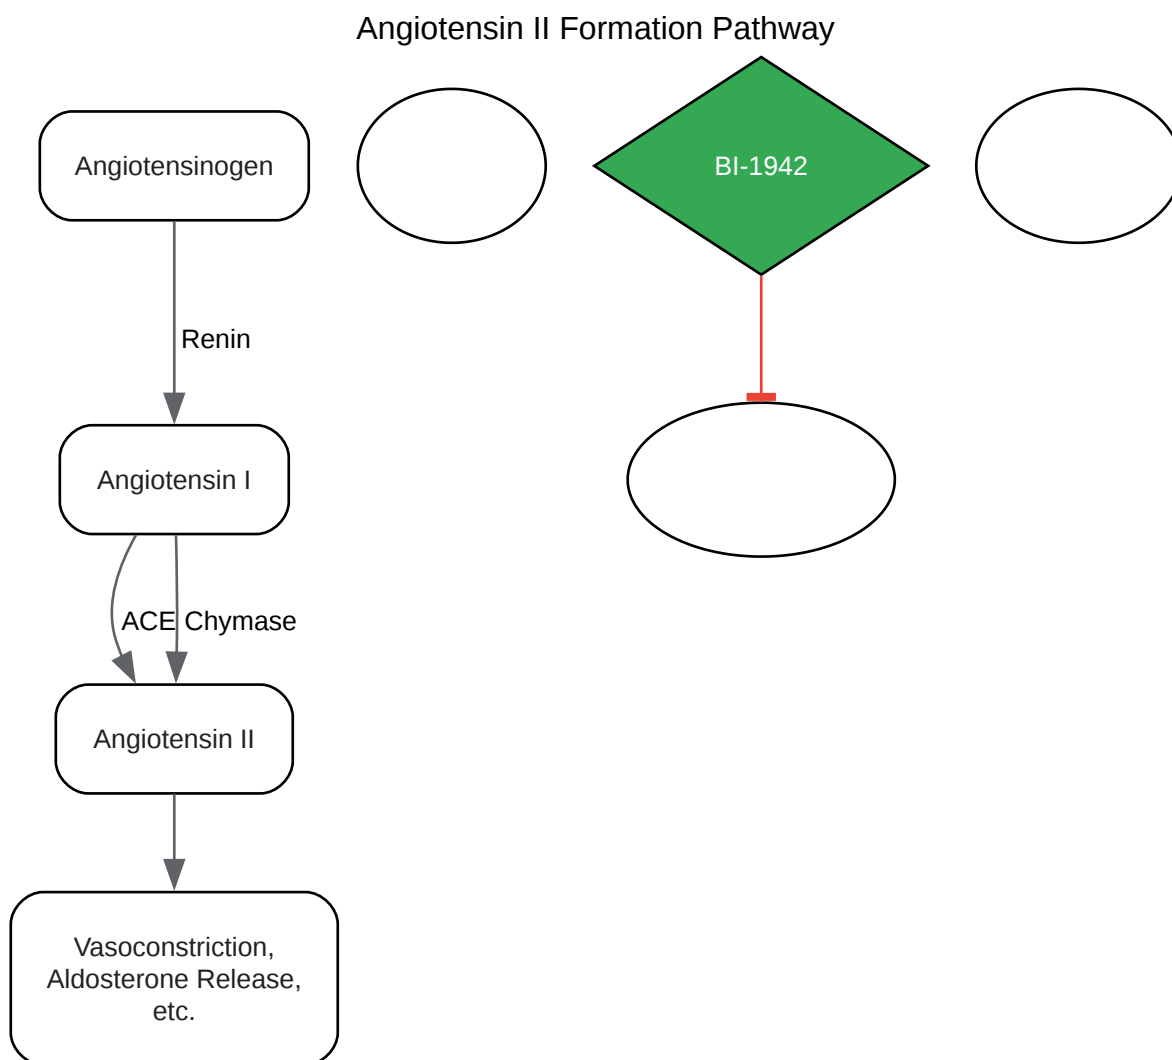 Angiotensin II Formation Pathway
Angiotensinogen
BI-1942
Renin
Angiotensin I
ACE
Chymase
Angiotensin II
Vasoconstriction,
Aldosterone Release,
etc.